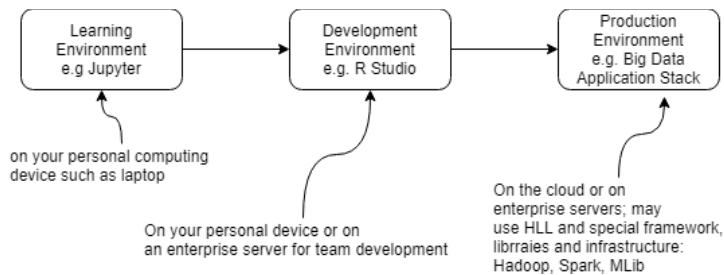 Learning
Environment
e.g Jupyter
Development
Environment
e.g. R Studio
Production
Environment
e.g. Big Data
Application Stack
on your personal computing
device such as laptop
On your personal device or on
an enterprise server for team development
On the cloud or on
enterprise servers; may
use HLL and special framework,
librraies and infrastructure:
Hadoop, Spark, MLib